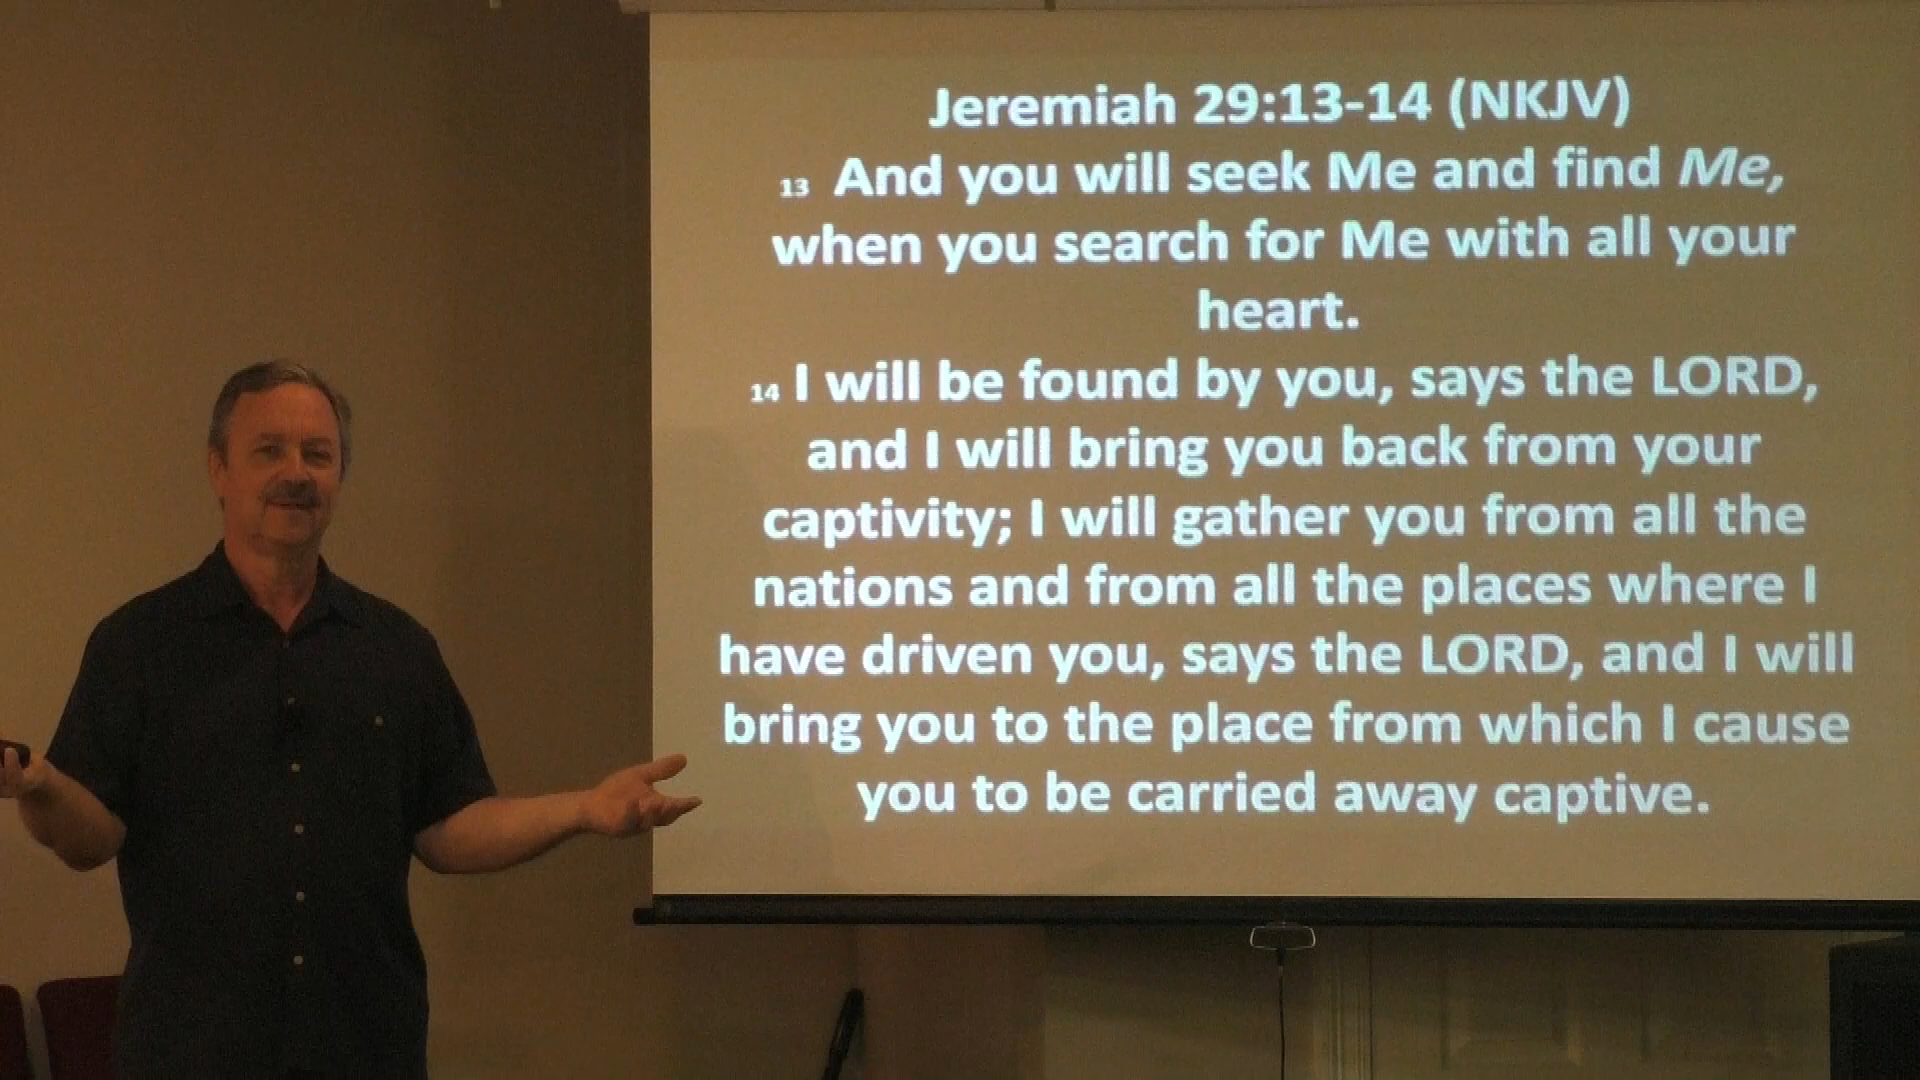 Jeremiah 29:13-14 (NKJV)
13 And you will seek Me and find Me,
when you search for Me with all your
heart.
14 I will be found by you, says the LORD,
and I will bring you back from your
captivity; I will gather you from all the
nations and from all the places where I
have driven you, says the LORD, and I will
bring you to the place from which I cause
you to be carried away captive.